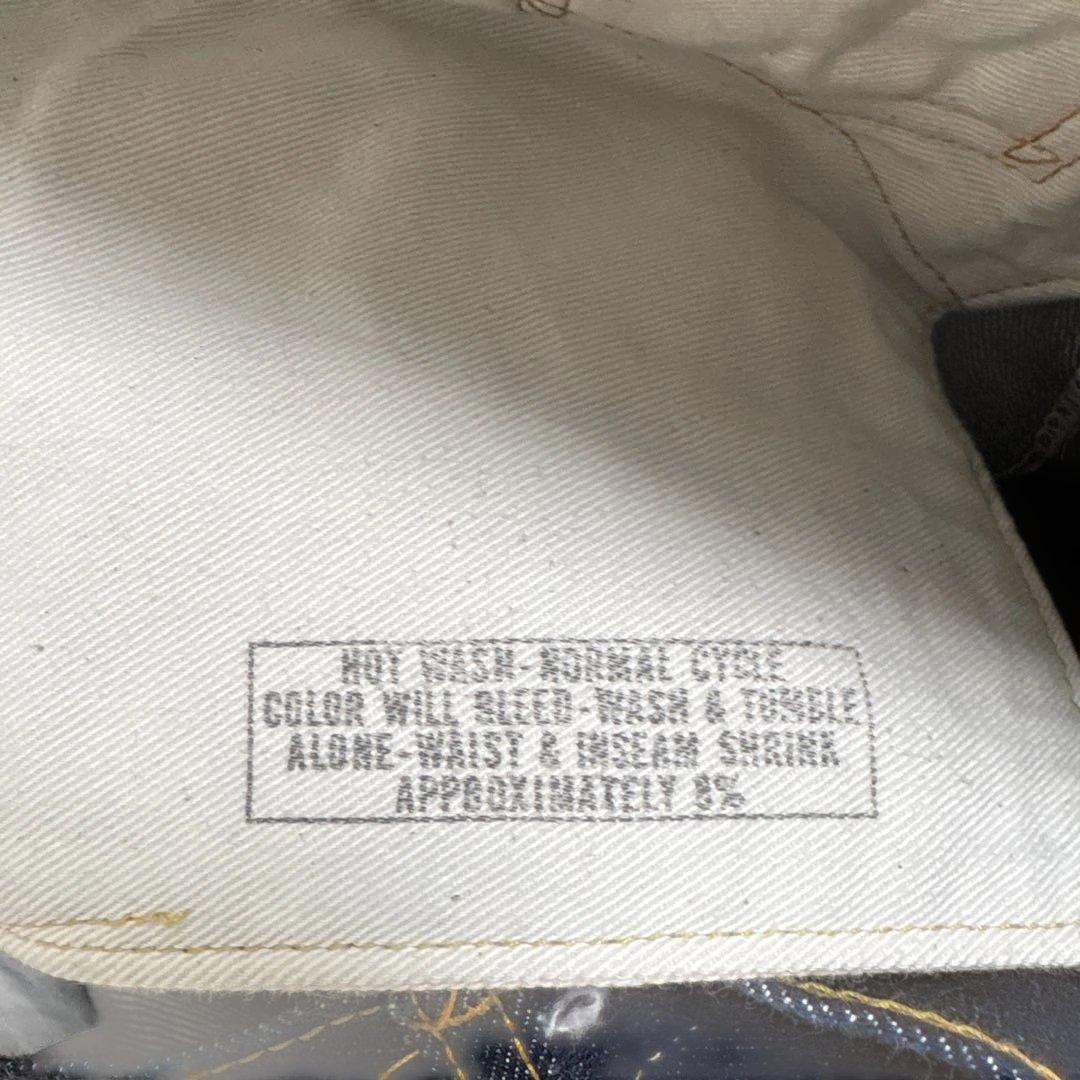 HOT WASH-NORMAL CYCLE
COLOR WILL BLEED-WASH & TUMBLE
ALONE-WAIST & INSEAM SHRINK
APPROXIMATELY 8%